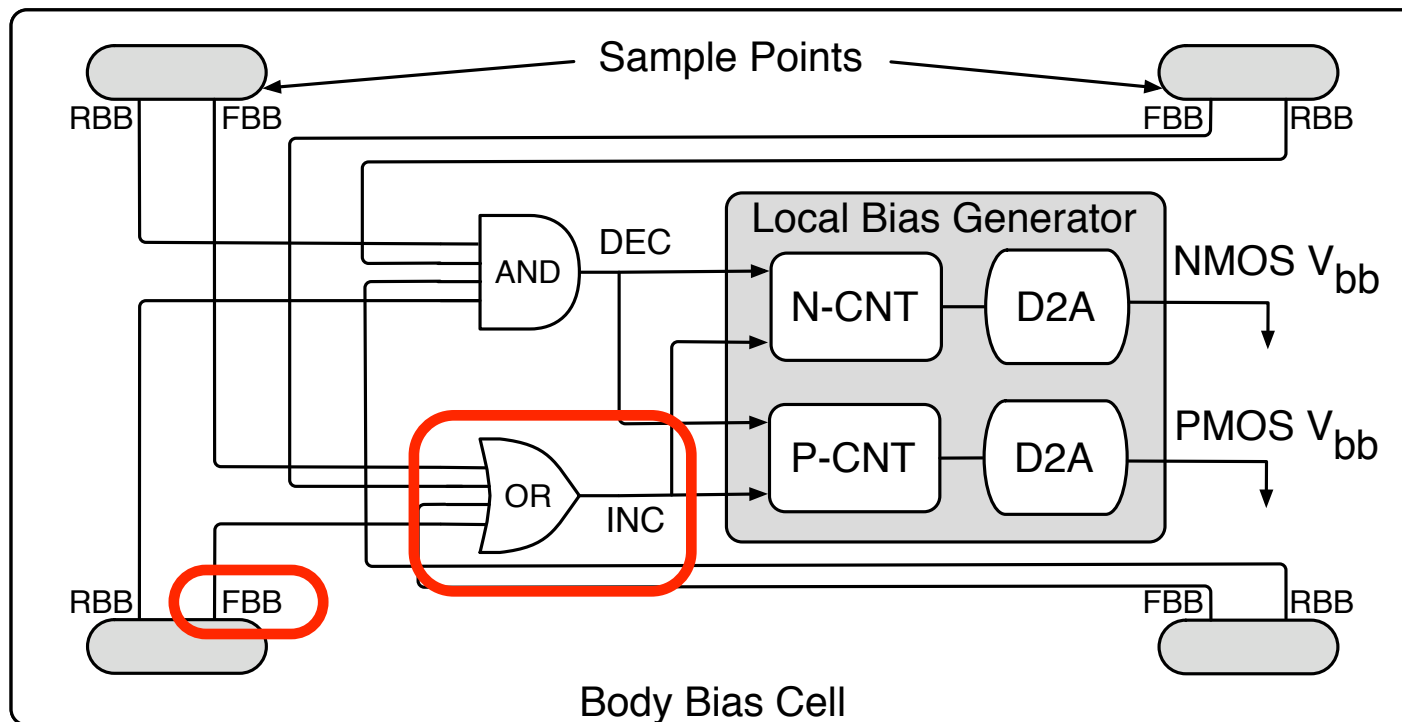 Sample Points
RBB
FBB
FBB
RBB
Local Bias Generator
DEC
AND
N-CNT
D2A
NMOS Vbb
P-CNT
D2A
PMOS Vbb
OR
INC
RBB
FBB
FBB
RBB
Body Bias Cell